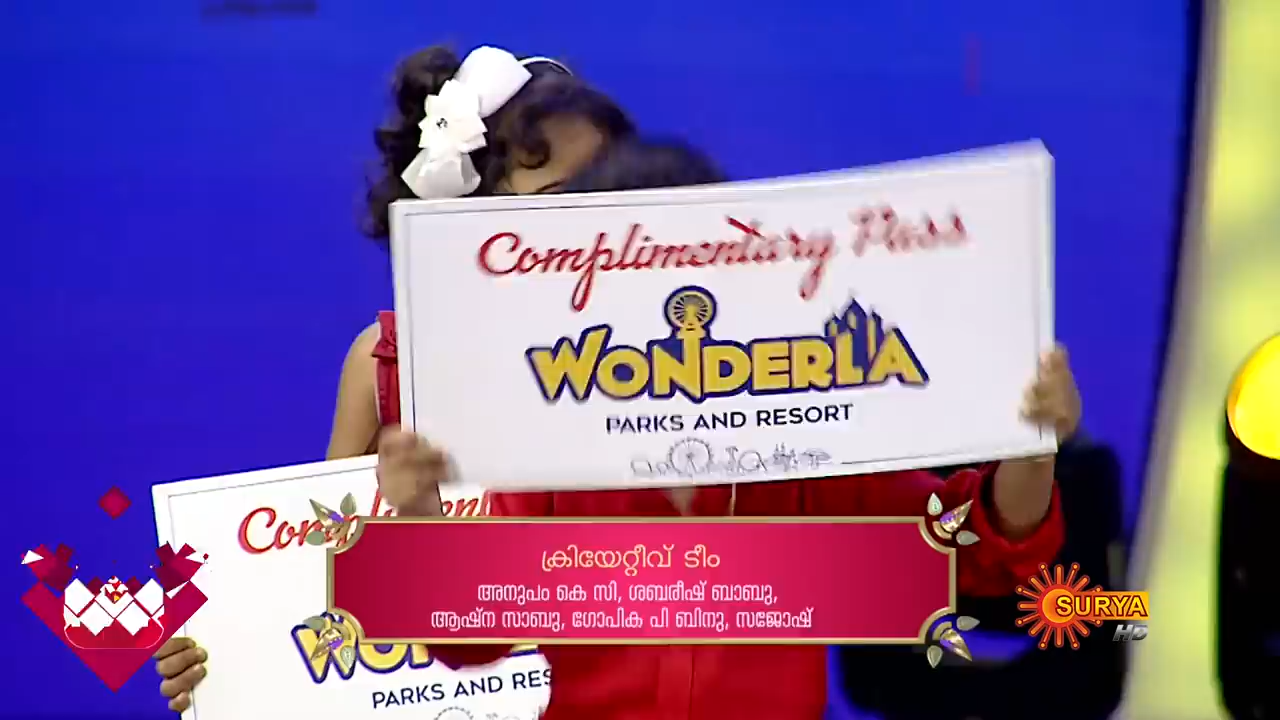 Complimentary Pass
WONDERLA
PARKS AND RESORT
ക്രിയേറ്റീവ് ടീം
അനുപം കെ സി, ശബരീഷ് ബാബു,
ആഷ്ന സാബു, ഗോപിക പി ബിനു, സജോഷ്
SURYA
HD
PARKS AND RES